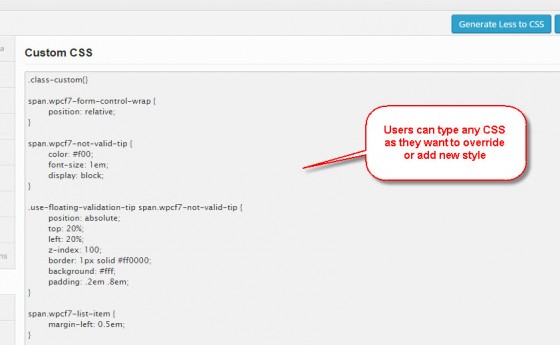 Generate Less to CSS
a
Custom CSS
.class-custom{}
span.wpcf7-form-control-wrap {
position: relative;
}
span.wpcf7-not-valid-tip {
color: #f00;
font-size: 1em;
display: block;
}
Users can type any CSS
as they want to override
or add new style
.use-floating-validation-tip span.wpcf7-not-valid-tip {
position: absolute;
top: 20%;
left: 20%;
z-index: 100;
border: 1px solid #ff0000;
background: #fff;
padding: .2em .8em;
}
ns
span.wpcf7-list-item {
margin-left: 0.5em;
}